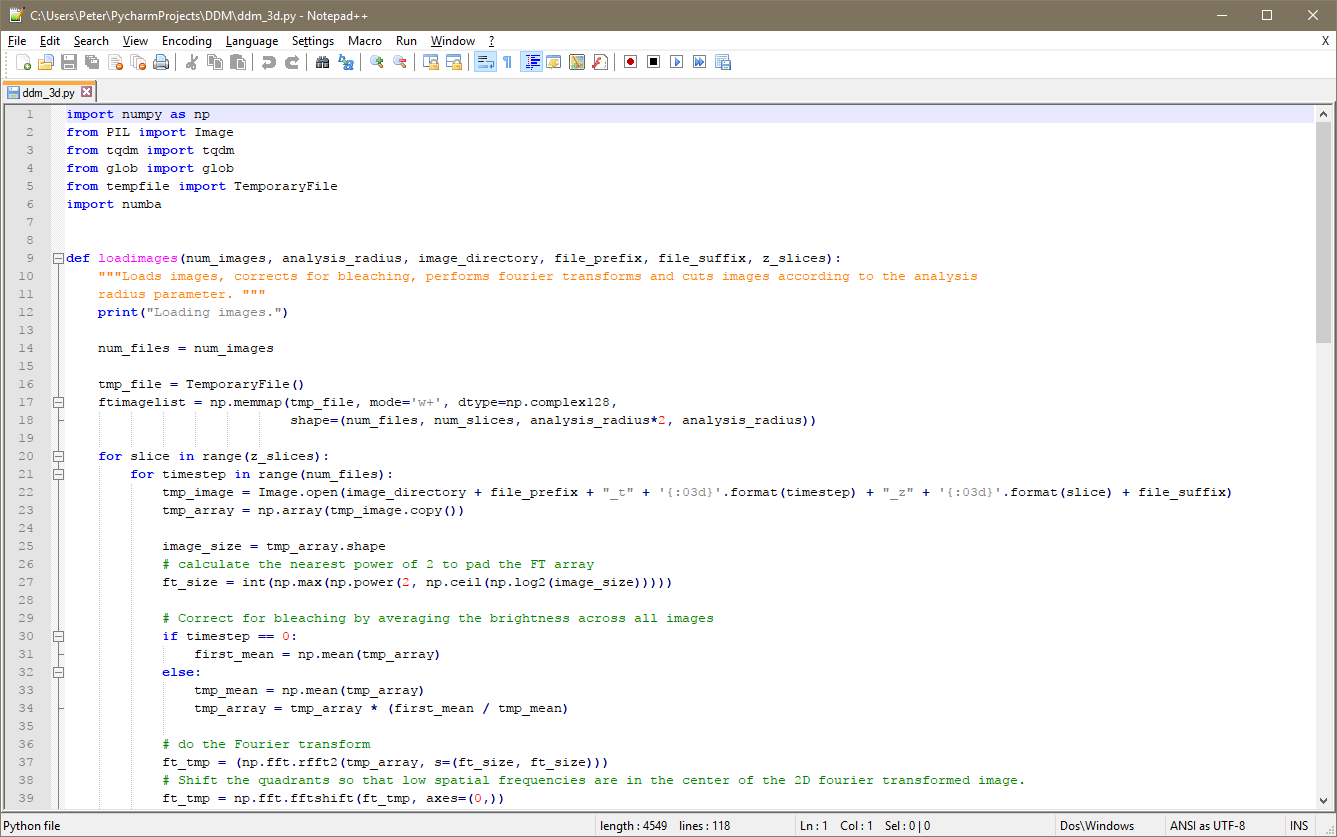 C:\Users\Peter\PycharmProjects\DDM\ddm_3d.py - Notepad++
File Edit Search View Encoding Language Settings Macro Run Window ? X
ddm_3d.py
1 import numpy as np
2 from PIL import Image
3 from tqdm import tqdm
4 from glob import glob
5 from tempfile import TemporaryFile
6 import numba
7
8
9 def loadimages(num_images, analysis_radius, image_directory, file_prefix, file_suffix, z_slices):
10     """Loads images, corrects for bleaching, performs fourier transforms and cuts images according to the analysis
11     radius parameter. """
12     print("Loading images.")
13
14     num_files = num_images
15
16     tmp_file = TemporaryFile()
17     ftimagelist = np.memmap(tmp_file, mode='w+', dtype=np.complex128,
18                             shape=(num_files, num_slices, analysis_radius*2, analysis_radius))
19
20     for slice in range(z_slices):
21         for timestep in range(num_files):
22             tmp_image = Image.open(image_directory + file_prefix + "_t" + '{:03d}'.format(timestep) + "_z" + '{:03d}'.format(slice) + file_suffix)
23             tmp_array = np.array(tmp_image.copy())
24
25             image_size = tmp_array.shape
26             # calculate the nearest power of 2 to pad the FT array
27             ft_size = int(np.max(np.power(2, np.ceil(np.log2(image_size)))))
28
29             # Correct for bleaching by averaging the brightness across all images
30             if timestep == 0:
31                 first_mean = np.mean(tmp_array)
32             else:
33                 tmp_mean = np.mean(tmp_array)
34                 tmp_array = tmp_array * (first_mean / tmp_mean)
35
36             # do the Fourier transform
37             ft_tmp = (np.fft.rfft2(tmp_array, s=(ft_size, ft_size)))
38             # Shift the quadrants so that low spatial frequencies are in the center of the 2D fourier transformed image.
39             ft_tmp = np.fft.fftshift(ft_tmp, axes=(0,))
Python file length : 4549 lines : 118 Ln : 1 Col : 1 Sel : 0 | 0 Dos\Windows ANSI as UTF-8 INS